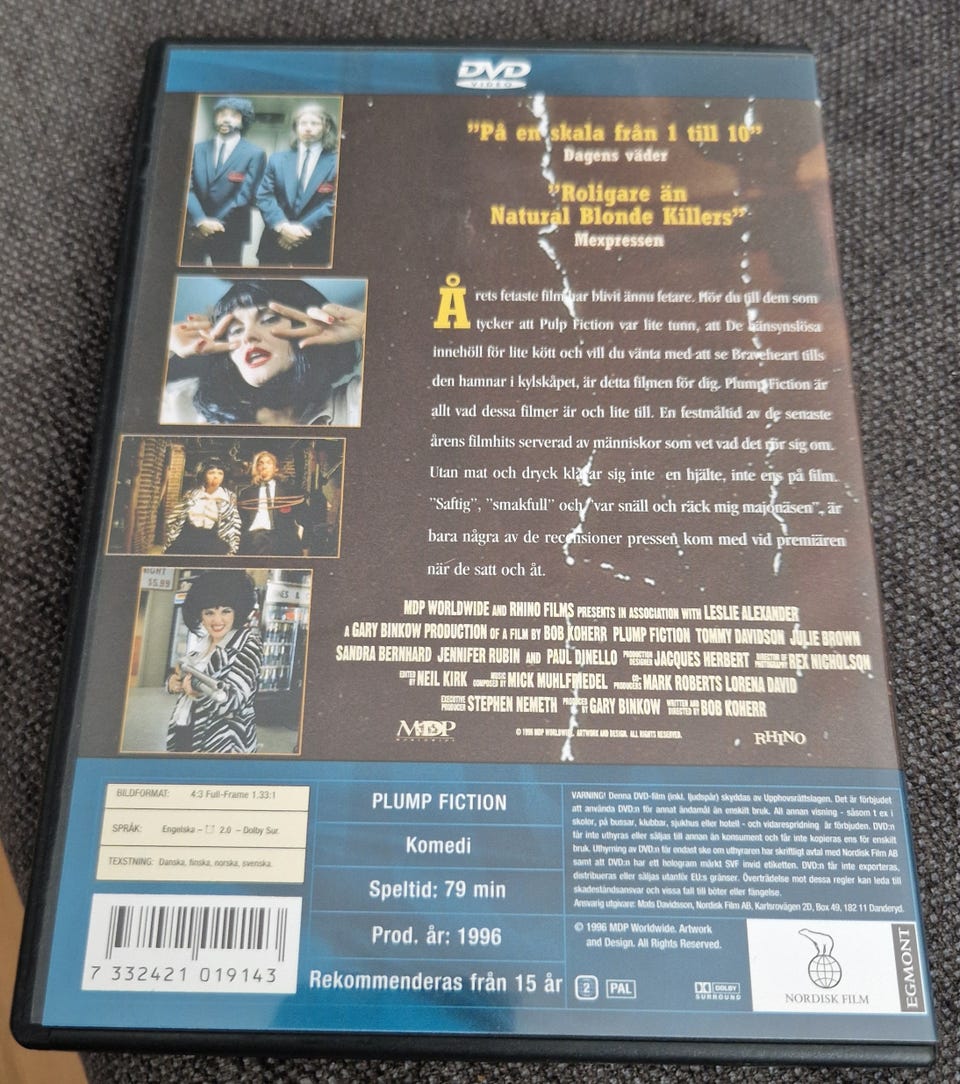 DVD
VIDEO
"På en skala från 1 till 10"
Dagens väder
"Roligare än
Natural Blonde Killers"
Mexpressen
Årets fetaste film har blivit ännu fetare. Hör du till dem som
tycker att Pulp Fiction var lite tunn, att De hänsynslösa
innehöll för lite kött och vill du vänta med att se Braveheart tills
den hamnar i kylskåpet, är detta filmen för dig. Plump Fiction är
allt vad dessa filmer är och lite till. En festmåltid av de senaste
årens filmhits serverad av människor som vet vad det rör sig om.
Utan mat och dryck klarar sig inte en hjälte, inte ens på film.
"Saftig", "smakfull" och "var snäll och räck mig majonäsen", är
bara några av de recensioner pressen kom med vid premiären
när de satt och åt.
$5.99
MDP WORLDWIDE AND RHINO FILMS PRESENTS IN ASSOCIATION WITH LESLIE ALEXANDER
A GARY BINKOW PRODUCTION OF A FILM BY BOB KOHERR PLUMP FICTION TOMMY DAVIDSON JULIE BROWN
SANDRA BERNHARD JENNIFER RUBIN AND PAUL DINELLO PRODUCTION DESIGNER JACQUES HERBERT DIRECTOR OF PHOTOGRAPHY REX NICHOLSON
EDITED BY NEIL KIRK MUSIC COMPOSED BY MICK MUHLFRIEDEL CO-PRODUCERS MARK ROBERTS LORENA DAVID
EXECUTIVE PRODUCER STEPHEN NEMETH PRODUCED BY GARY BINKOW WRITTEN AND DIRECTED BY BOB KOHERR
MDP
WORLDWIDE
© 1996 MDP WORLDWIDE. ARTWORK AND DESIGN. ALL RIGHTS RESERVED.
RHINO
BILDFORMAT: 4:3 Full-Frame 1.33:1
SPRÅK: Engelska – 2.0 – Dolby Sur.
TEXTNING: Danska, finska, norska, svenska.
7 332421 019143
PLUMP FICTION
Komedi
Speltid: 79 min
Prod. år: 1996
Rekommenderas från 15 år
VARNING! Denna DVD-film (inkl. ljudspår) skyddas av Upphovsrättslagen. Det är förbjudet
att använda DVD:n för annat ändamål än enskilt bruk. All annan visning - såsom t ex i
skolor, på bussar, klubbar, sjukhus eller hotell - och vidarespridning är förbjuden. DVD:n
får inte uthyras eller säljas till annan än konsument och får inte kopieras ens för enskilt
bruk. Uthyrning av DVD:n får endast ske om uthyraren har skriftligt avtal med Nordisk Film AB
samt att DVD:n har ett hologram märkt SVF invid etiketten. DVD:n får inte exporteras,
distribueras eller säljas utanför EU:s gränser. Överträdelse mot dessa regler kan leda till
skadeståndsansvar och vissa fall till böter eller fängelse.
Ansvarig utgivare: Mats Davidsson, Nordisk Film AB, Karlsrovägen 2D, Box 49, 182 11 Danderyd.
© 1996 MDP Worldwide. Artwork
and Design. All Rights Reserved.
2 PAL
DOLBY
SURROUND
NORDISK FILM
EGMONT